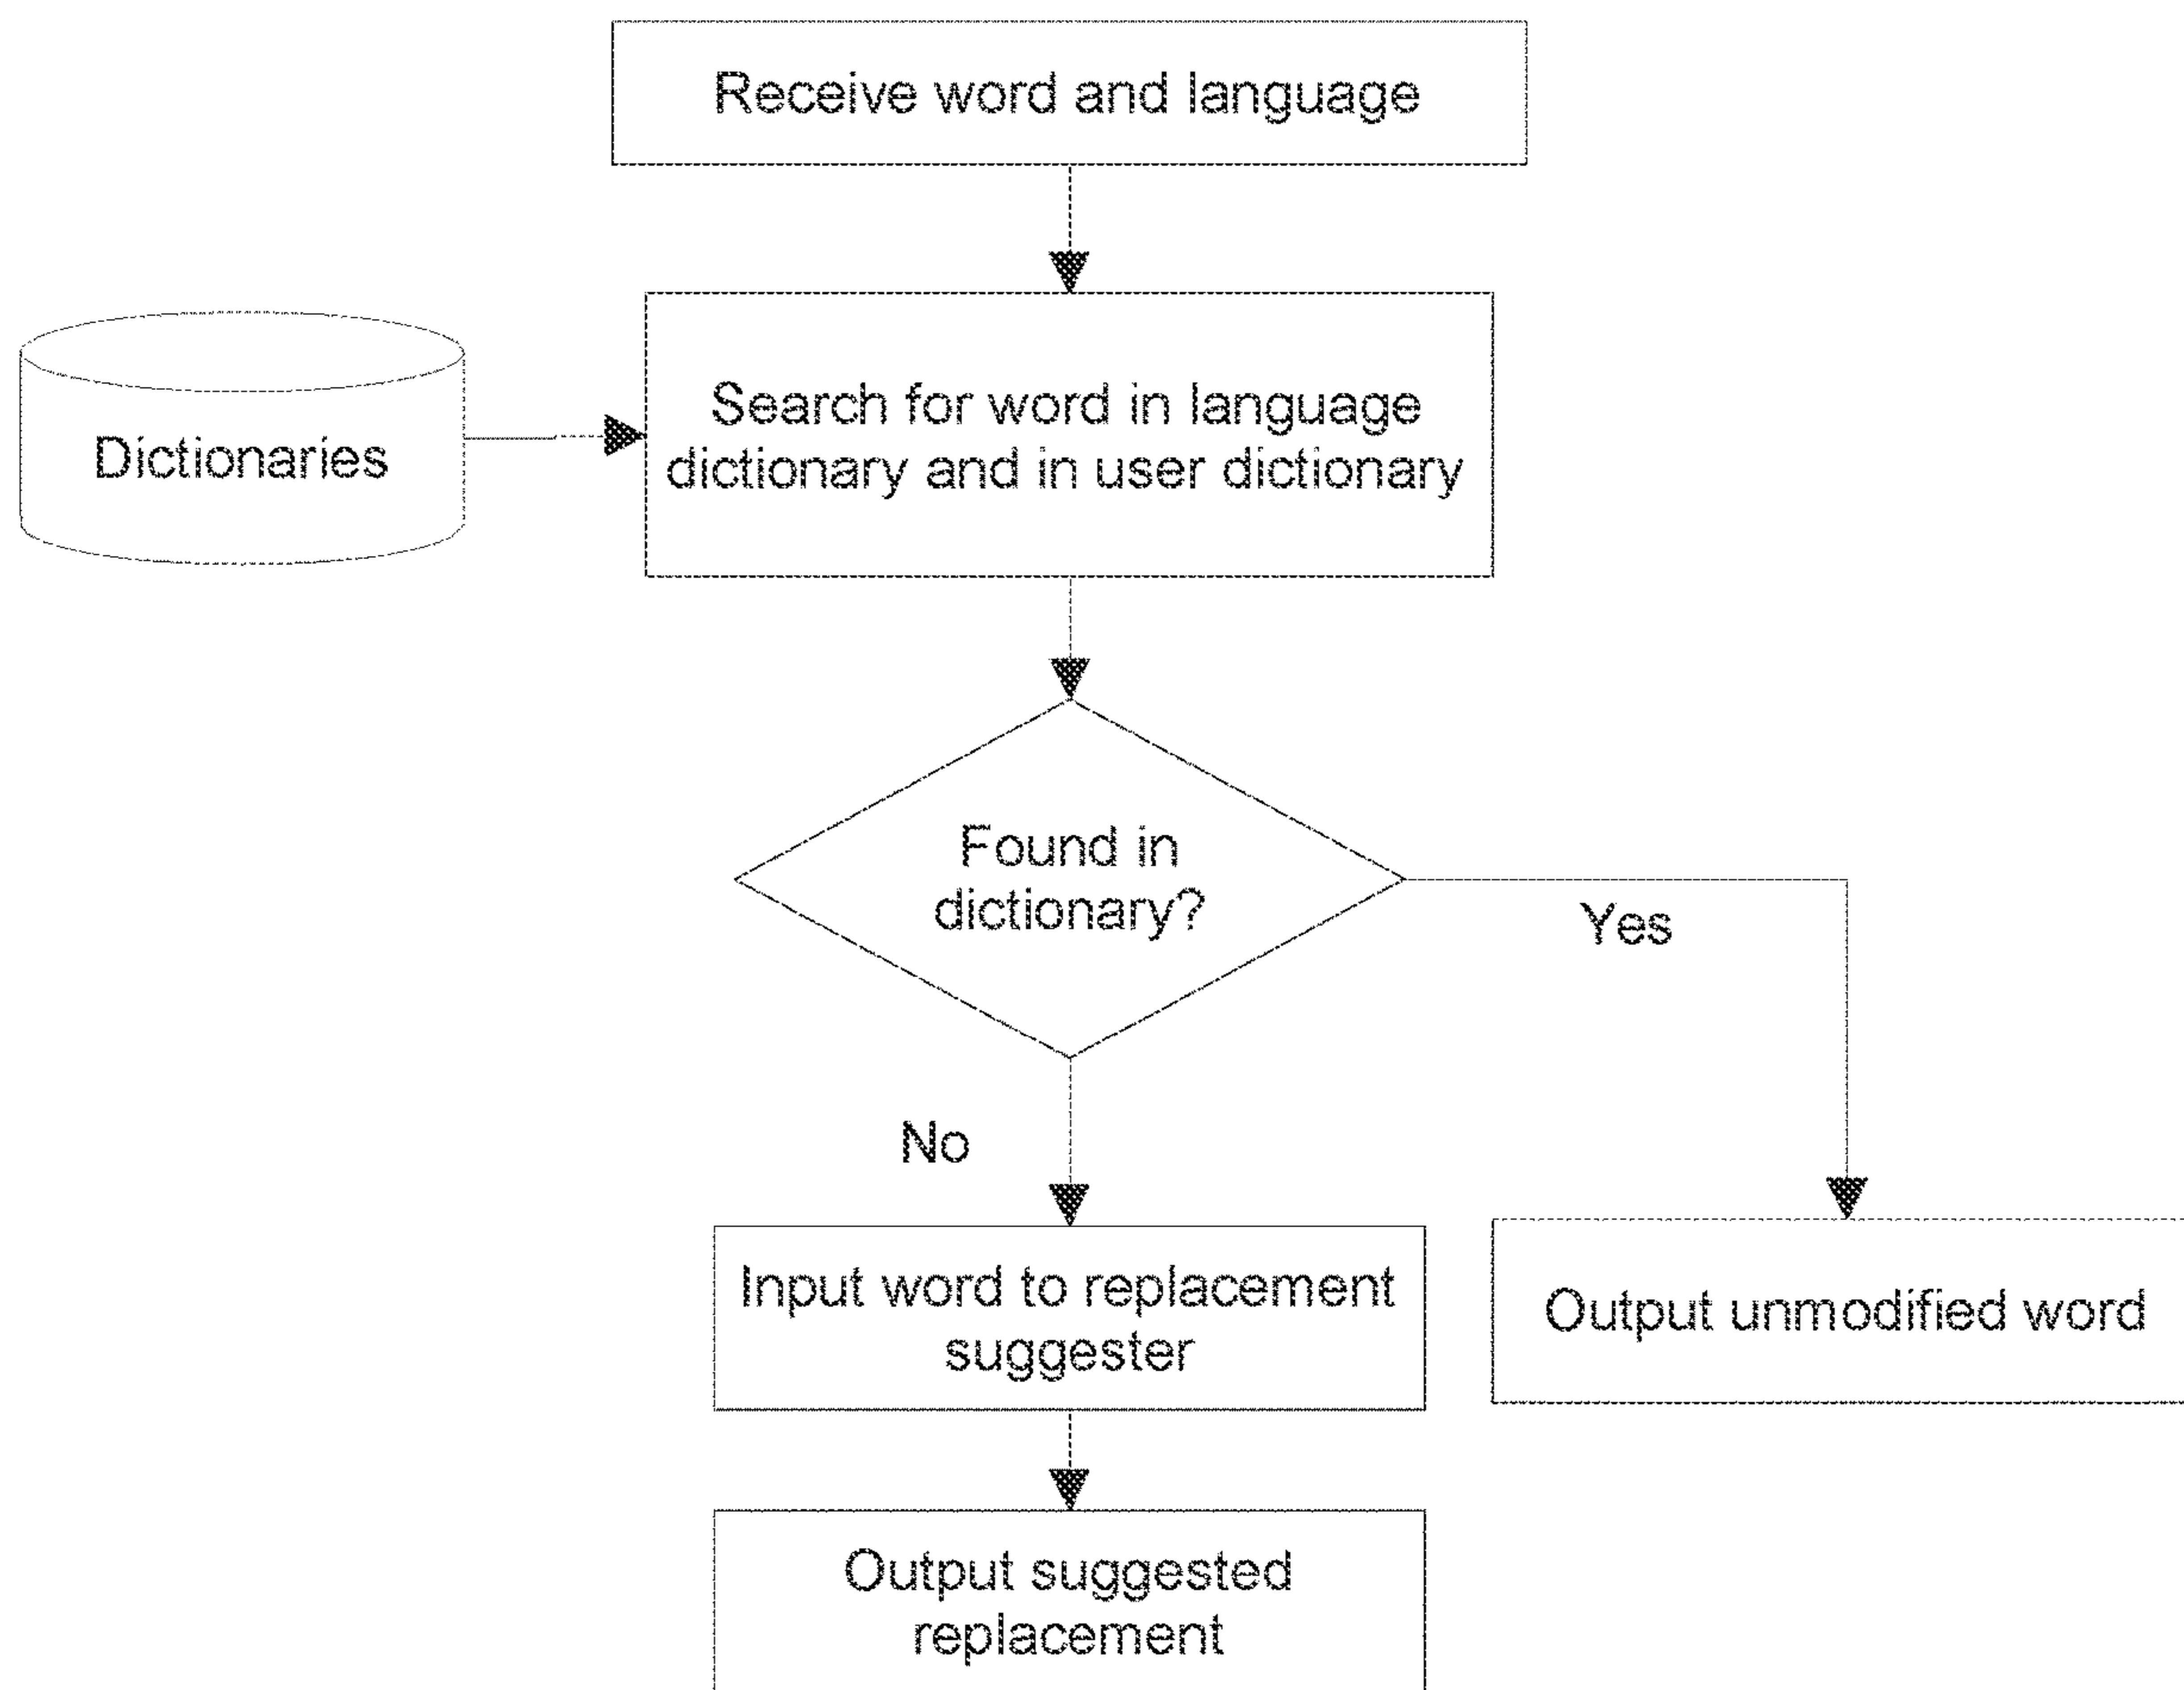 Receive word and language
Search for word in language
dictionary and in user dictionary
Dictionaries
Found in
dictionary?
Yes
No
Input word to replacement
suggester
Output unmodified word
Output suggested
replacement